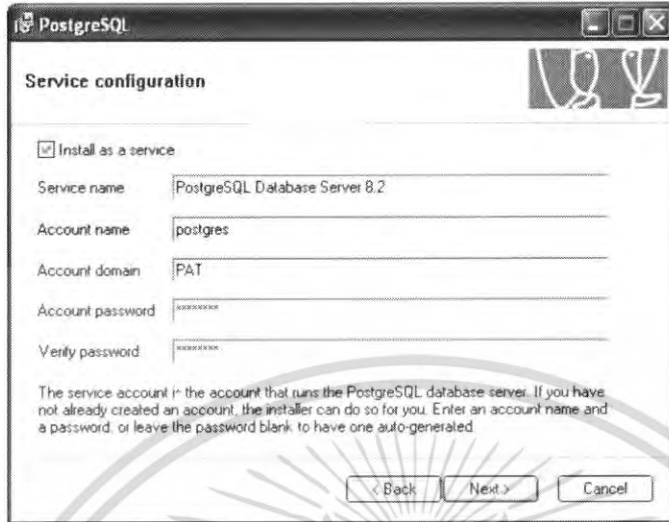 PostgreSQL
Service configuration
Install as a service
Service name PostgreSQL Database Server 8.2
Account name postgres
Account domain PAT
Account password ××××××××
Verify password ××××××××
The service account is the account that runs the PostgreSQL database server. If you have
not already created an account, the installer can do so for you. Enter an account name and
a password, or leave the password blank to have one auto-generated.
< Back Next > Cancel